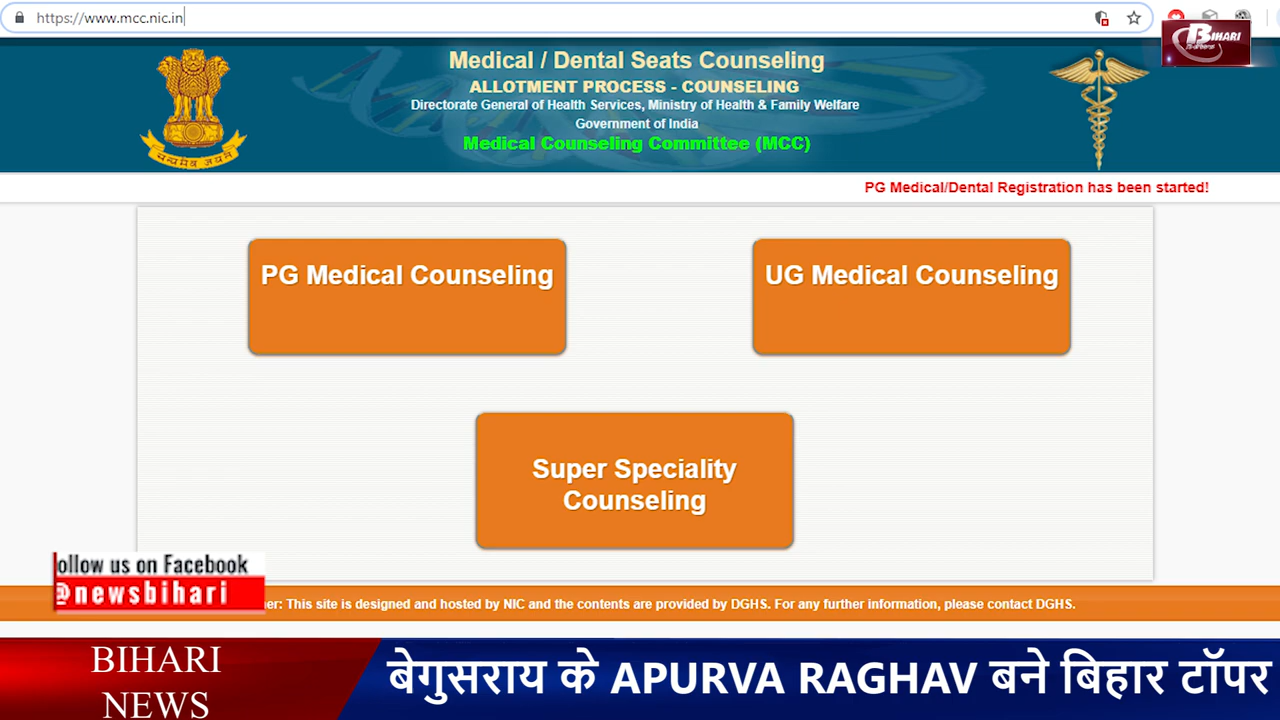 https://www.mcc.nic.in
BIHARI
Medical / Dental Seats Counseling
ALLOTMENT PROCESS - COUNSELING
Directorate General of Health Services, Ministry of Health & Family Welfare
Government of India
Medical Counseling Committee (MCC)
सत्यमेव जयते
PG Medical/Dental Registration has been started!
PG Medical Counseling
UG Medical Counseling
Super Speciality
Counseling
ollow us on Facebook
@newsbihari
er: This site is designed and hosted by NIC and the contents are provided by DGHS. For any further information, please contact DGHS.
BIHARI
NEWS
बेगुसराय के APURVA RAGHAV बने बिहार टॉपर